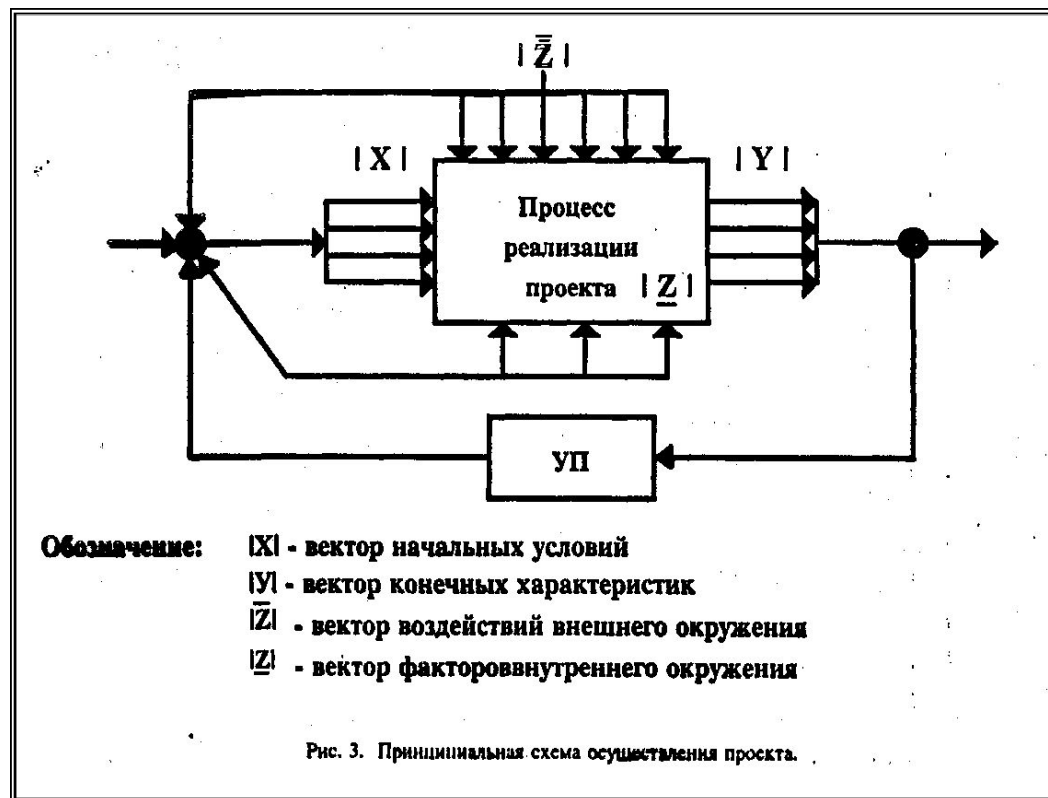 | Z̿ |
| X |
| Y |
Процесс
реализации
проекта | Z̲ |
УП
Обозначение: |X| - вектор начальных условий
|У| - вектор конечных характеристик
|Z̅| - вектор воздействий внешнего окружения
|Z̲| - вектор фактороввнутреннего окружения
Рис. 3. Принципиальная схема осуществления проекта.